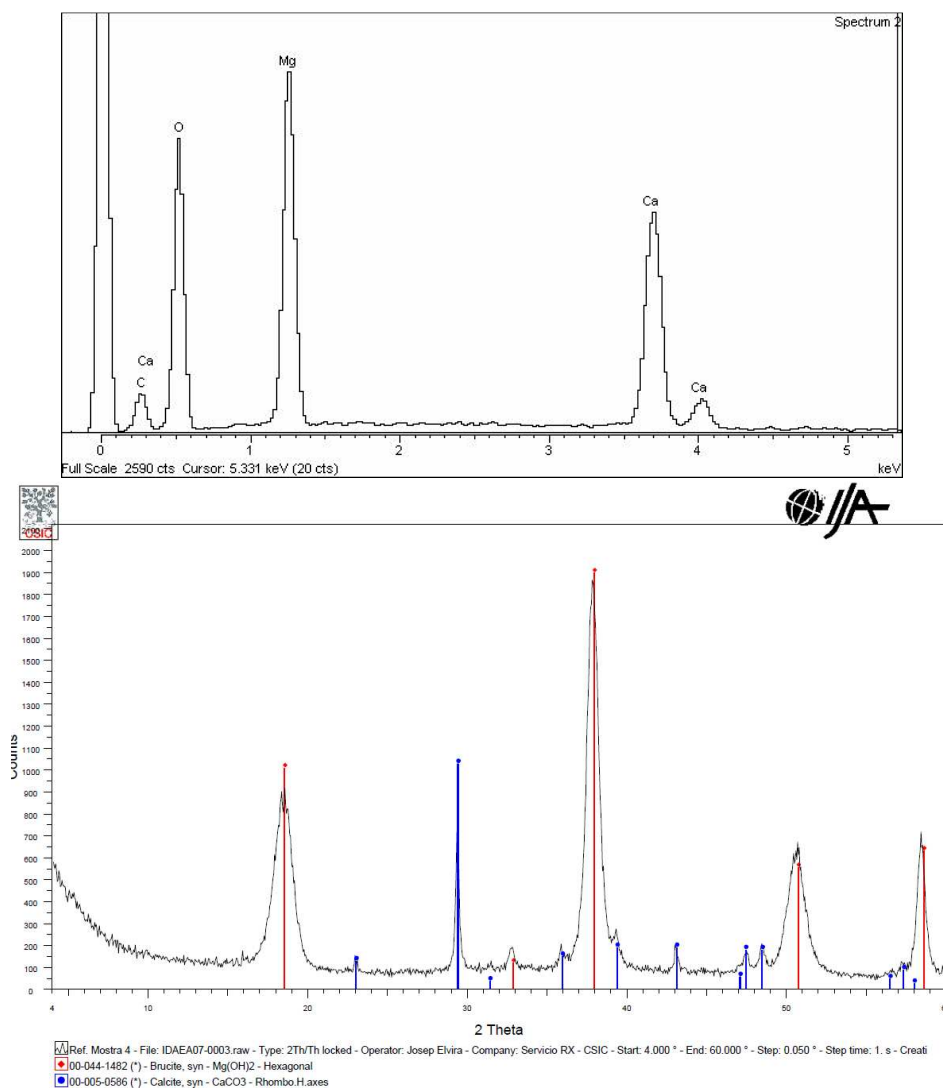 Spectrum 2
Mg
O
Ca
Ca
C
Ca
0 1 2 3 4 5
Full Scale 2590 cts Cursor: 5.331 keV (20 cts) keV
CSIC
IJA
2000
1900
1800
1700
1600
1500
1400
1300
1200
1100
1000
900
800
700
600
500
400
300
200
100
0
Counts
4 10 20 30 40 50
2 Theta
Ref. Mostra 4 - File: IDAEA07-0003.raw - Type: 2Th/Th locked - Operator: Josep Elvira - Company: Servicio RX - CSIC - Start: 4.000 ° - End: 60.000 ° - Step: 0.050 ° - Step time: 1. s - Creati
00-044-1482 (*) - Brucite, syn - Mg(OH)2 - Hexagonal
00-005-0586 (*) - Calcite, syn - CaCO3 - Rhombo.H.axes